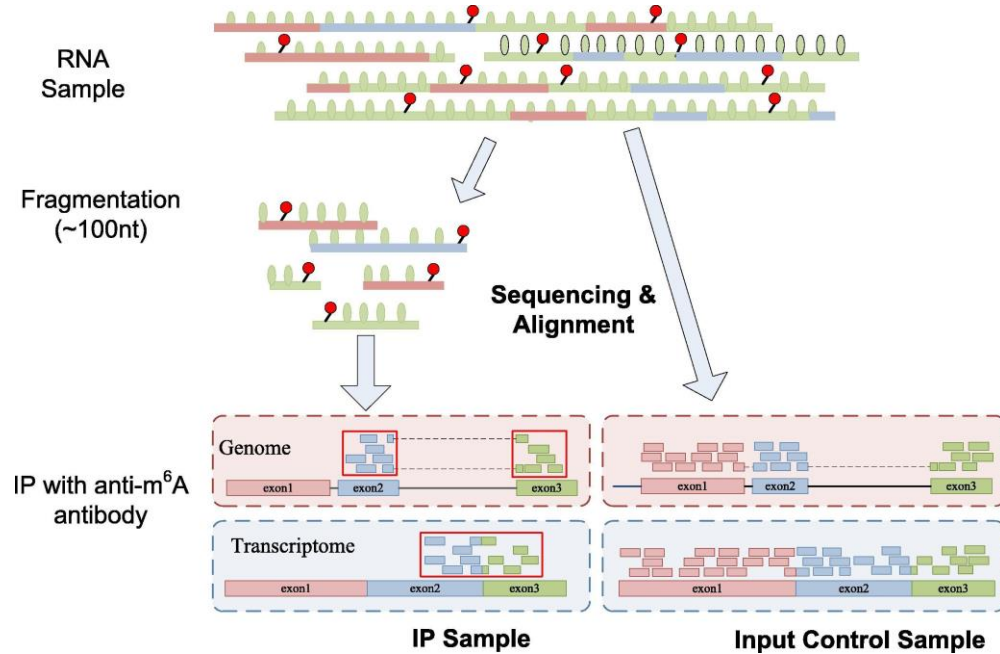 RNA
Sample
Fragmentation
(~100nt)
Sequencing &
Alignment
IP with anti-m⁶A
antibody
Genome
exon1 exon2 exon3
exon1 exon2 exon3
Transcriptome
exon1 exon2 exon3
exon1 exon2 exon3
IP Sample
Input Control Sample